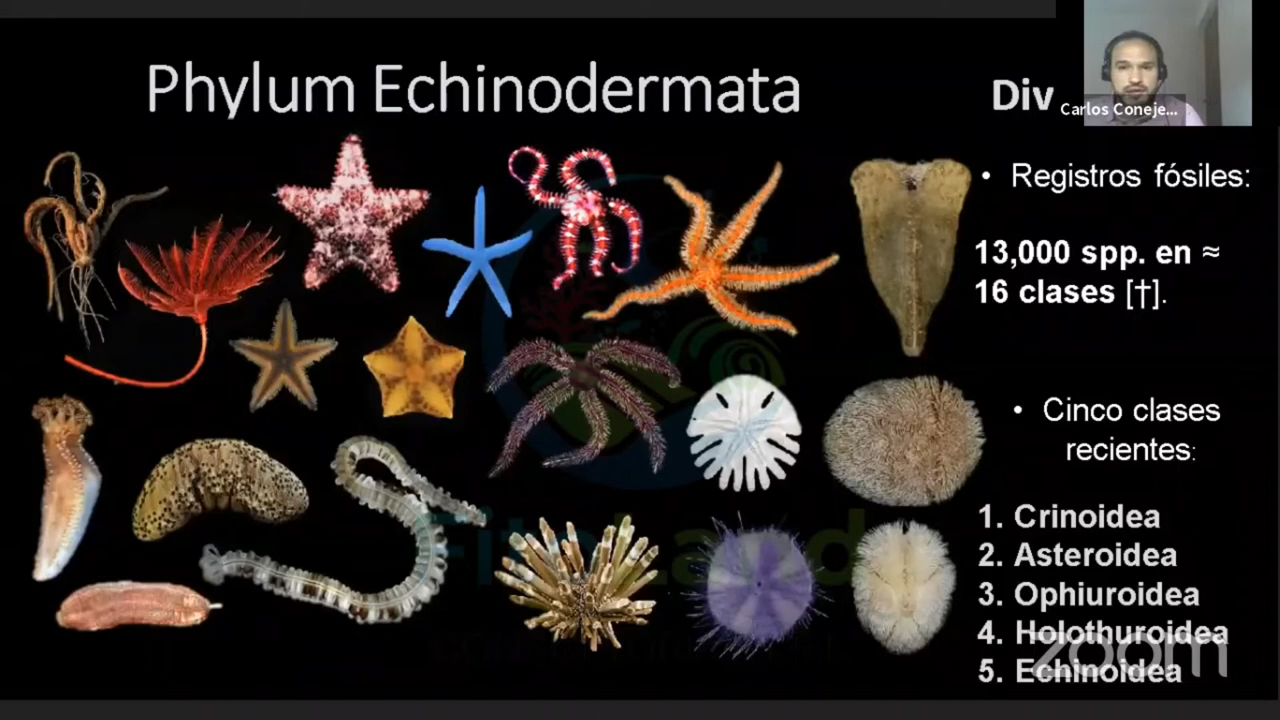 Phylum Echinodermata
Div
Carlos Coneje...
• Registros fósiles:
13,000 spp. en ≈
16 clases [†].
• Cinco clases
recientes:
1. Crinoidea
2. Asteroidea
3. Ophiuroidea
4. Holothuroidea
5. Echinoidea
zoom